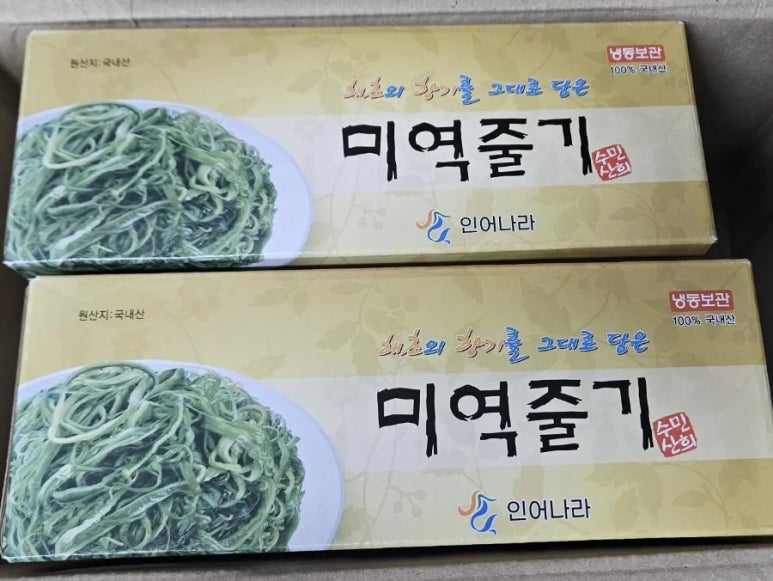 원산지:국내산
냉동보관
100% 국내산
해초의 향기를 그대로 담은
미역줄기
수민
산희
인어나라
원산지:국내산
냉동보관
100% 국내산
해초의 향기를 그대로 담은
미역줄기
수민
산희
인어나라